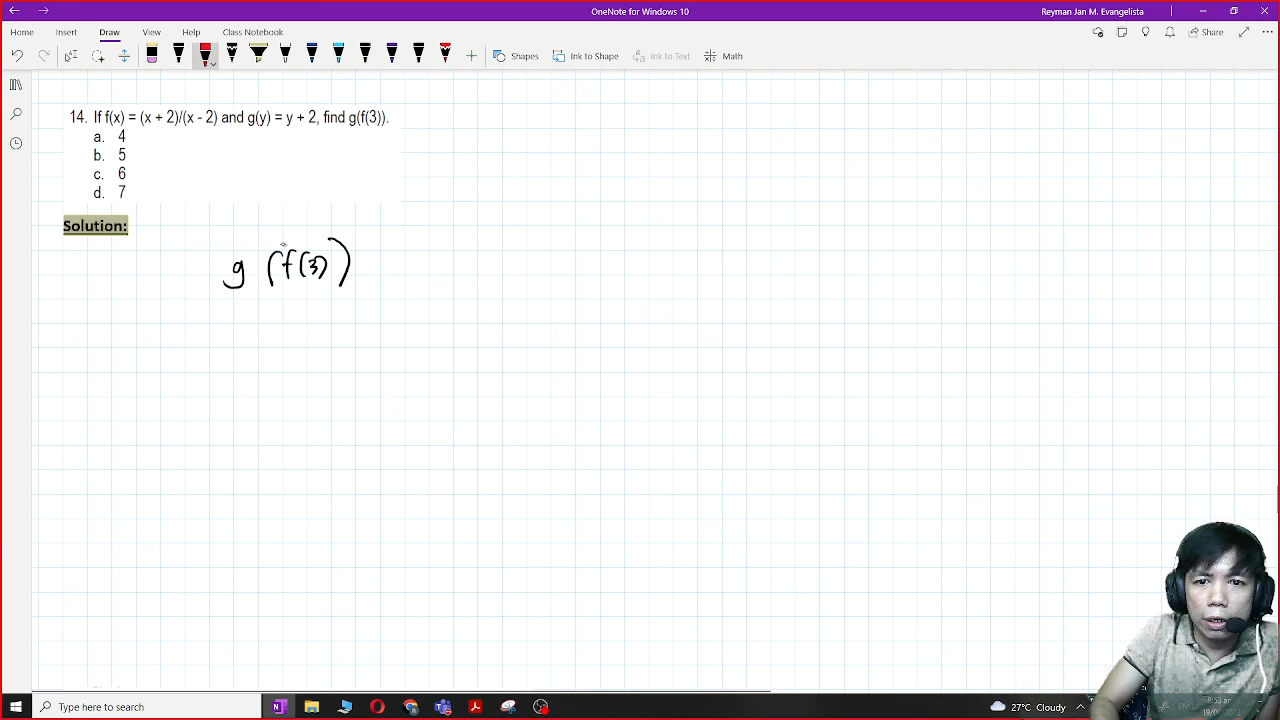 OneNote for Windows 10
Reyman Jan M. Evangelista
Home Insert Draw View Help Class Notebook
Share
Shapes Ink to Shape Ink to Text Math
14. If f(x) = (x + 2)/(x - 2) and g(y) = y + 2, find g(f(3)).
a. 4
b. 5
c. 6
d. 7
Solution:
g (f(3))
Type here to search
27°C Cloudy
ENG